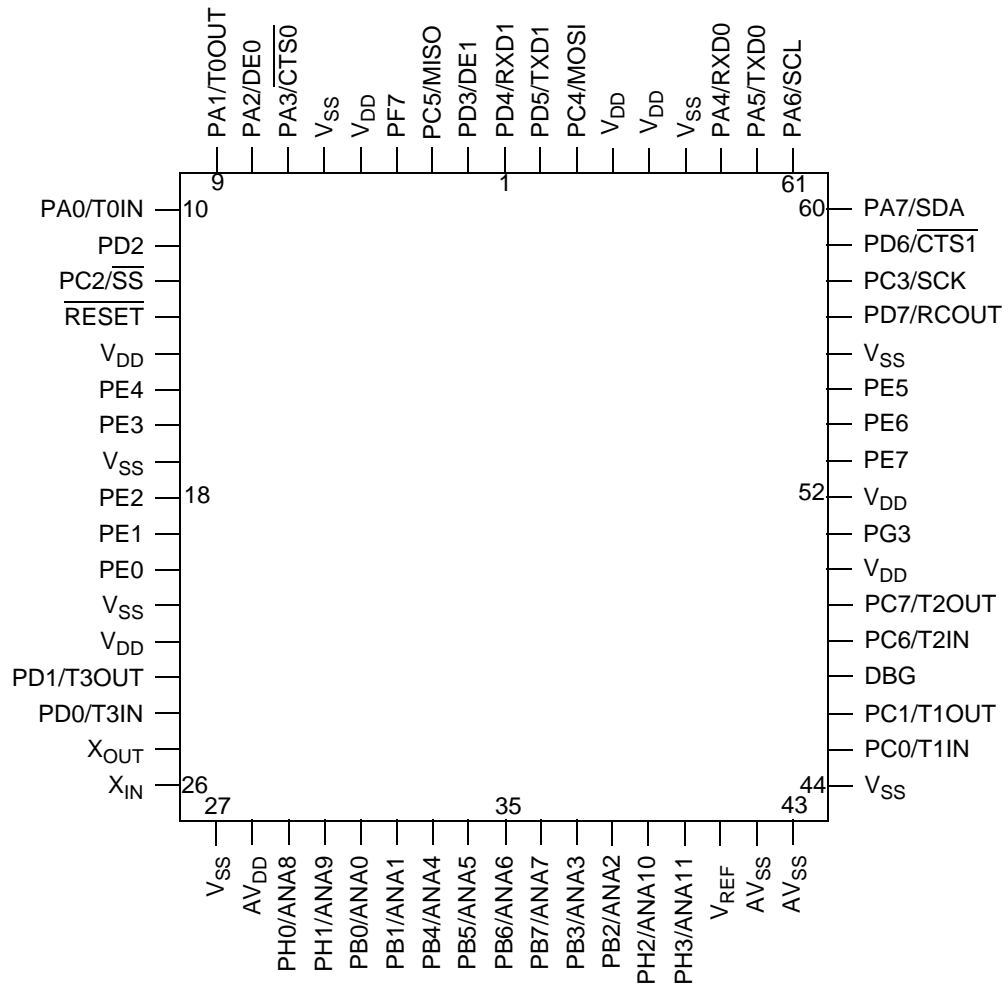 PA1/T0OUT
PA2/DE0
PA3/CTS0
VSS
VDD
PF7
PC5/MISO
PD3/DE1
PD4/RXD1
PD5/TXD1
PC4/MOSI
VDD
VDD
VSS
PA4/RXD0
PA5/TXD0
PA6/SCL
9
1
61
PA0/T0IN
10
PD2
PC2/SS
RESET
VDD
PE4
PE3
VSS
PE2
18
PE1
PE0
VSS
VDD
PD1/T3OUT
PD0/T3IN
XOUT
XIN
26
60
PA7/SDA
PD6/CTS1
PC3/SCK
PD7/RCOUT
VSS
PE5
PE6
PE7
52
VDD
PG3
VDD
PC7/T2OUT
PC6/T2IN
DBG
PC1/T1OUT
PC0/T1IN
44
VSS
27
35
43
VSS
AVDD
PH0/ANA8
PH1/ANA9
PB0/ANA0
PB1/ANA1
PB4/ANA4
PB5/ANA5
PB6/ANA6
PB7/ANA7
PB3/ANA3
PB2/ANA2
PH2/ANA10
PH3/ANA11
VREF
AVSS
AVSS